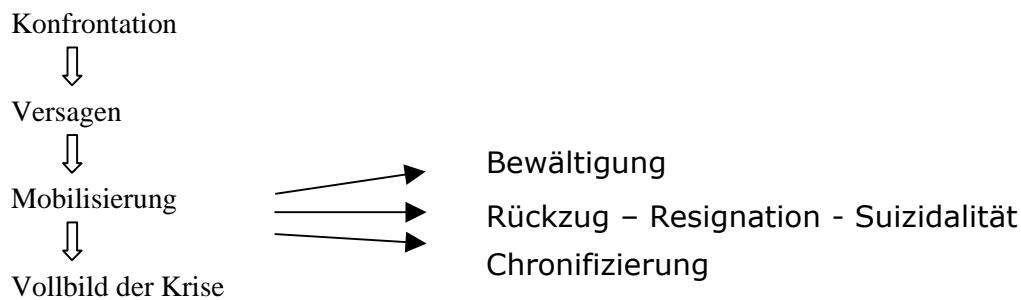 Konfrontation
Versagen
Mobilisierung
Vollbild der Krise
Bewältigung
Rückzug – Resignation - Suizidalität
Chronifizierung